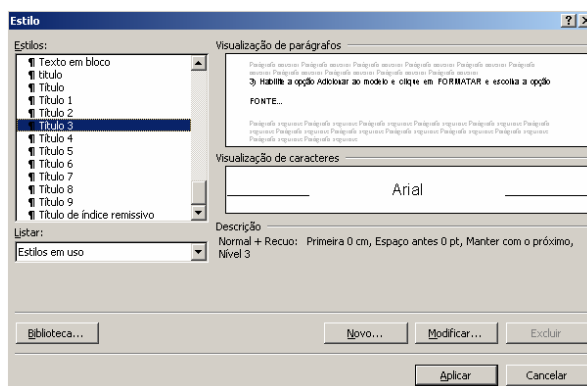 Estilo
Estilos:
¶ Texto em bloco
¶ titulo
¶ Título
¶ Título 1
¶ Título 2
¶ Título 3
¶ Título 4
¶ Título 5
¶ Título 6
¶ Título 7
¶ Título 8
¶ Título 9
¶ Título de índice remissivo
Listar:
Estilos em uso
Visualização de parágrafos
3) Habilite a opção Adicionar ao modelo e clique em FORMATAR e escolha a opção
FONTE...
Visualização de caracteres
Arial
Descrição
Normal + Recuo: Primeira 0 cm, Espaço antes 0 pt, Manter com o próximo,
Nível 3
Biblioteca...
Novo...
Modificar...
Excluir
Aplicar
Cancelar